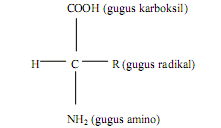 COOH (gugus karboksil)
H C R (gugus radikal)
NH₂ (gugus amino)